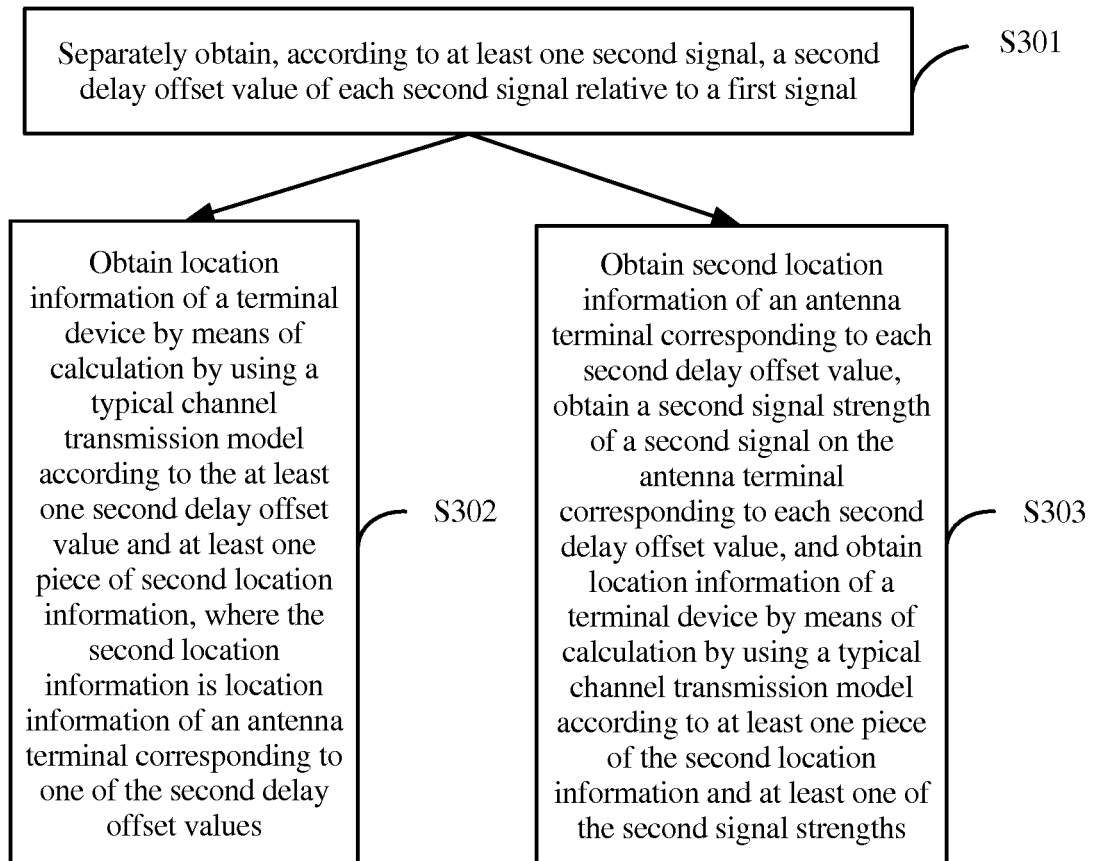 Separately obtain, according to at least one second signal, a second
delay offset value of each second signal relative to a first signal
S301
Obtain location
information of a terminal
device by means of
calculation by using a
typical channel
transmission model
according to the at least
one second delay offset
value and at least one
piece of second location
information, where the
second location
information is location
information of an antenna
terminal corresponding to
one of the second delay
offset values
S302
Obtain second location
information of an antenna
terminal corresponding to each
second delay offset value,
obtain a second signal strength
of a second signal on the
antenna terminal
corresponding to each second
delay offset value, and obtain
location information of a
terminal device by means of
calculation by using a typical
channel transmission model
according to at least one piece
of the second location
information and at least one of
the second signal strengths
S303